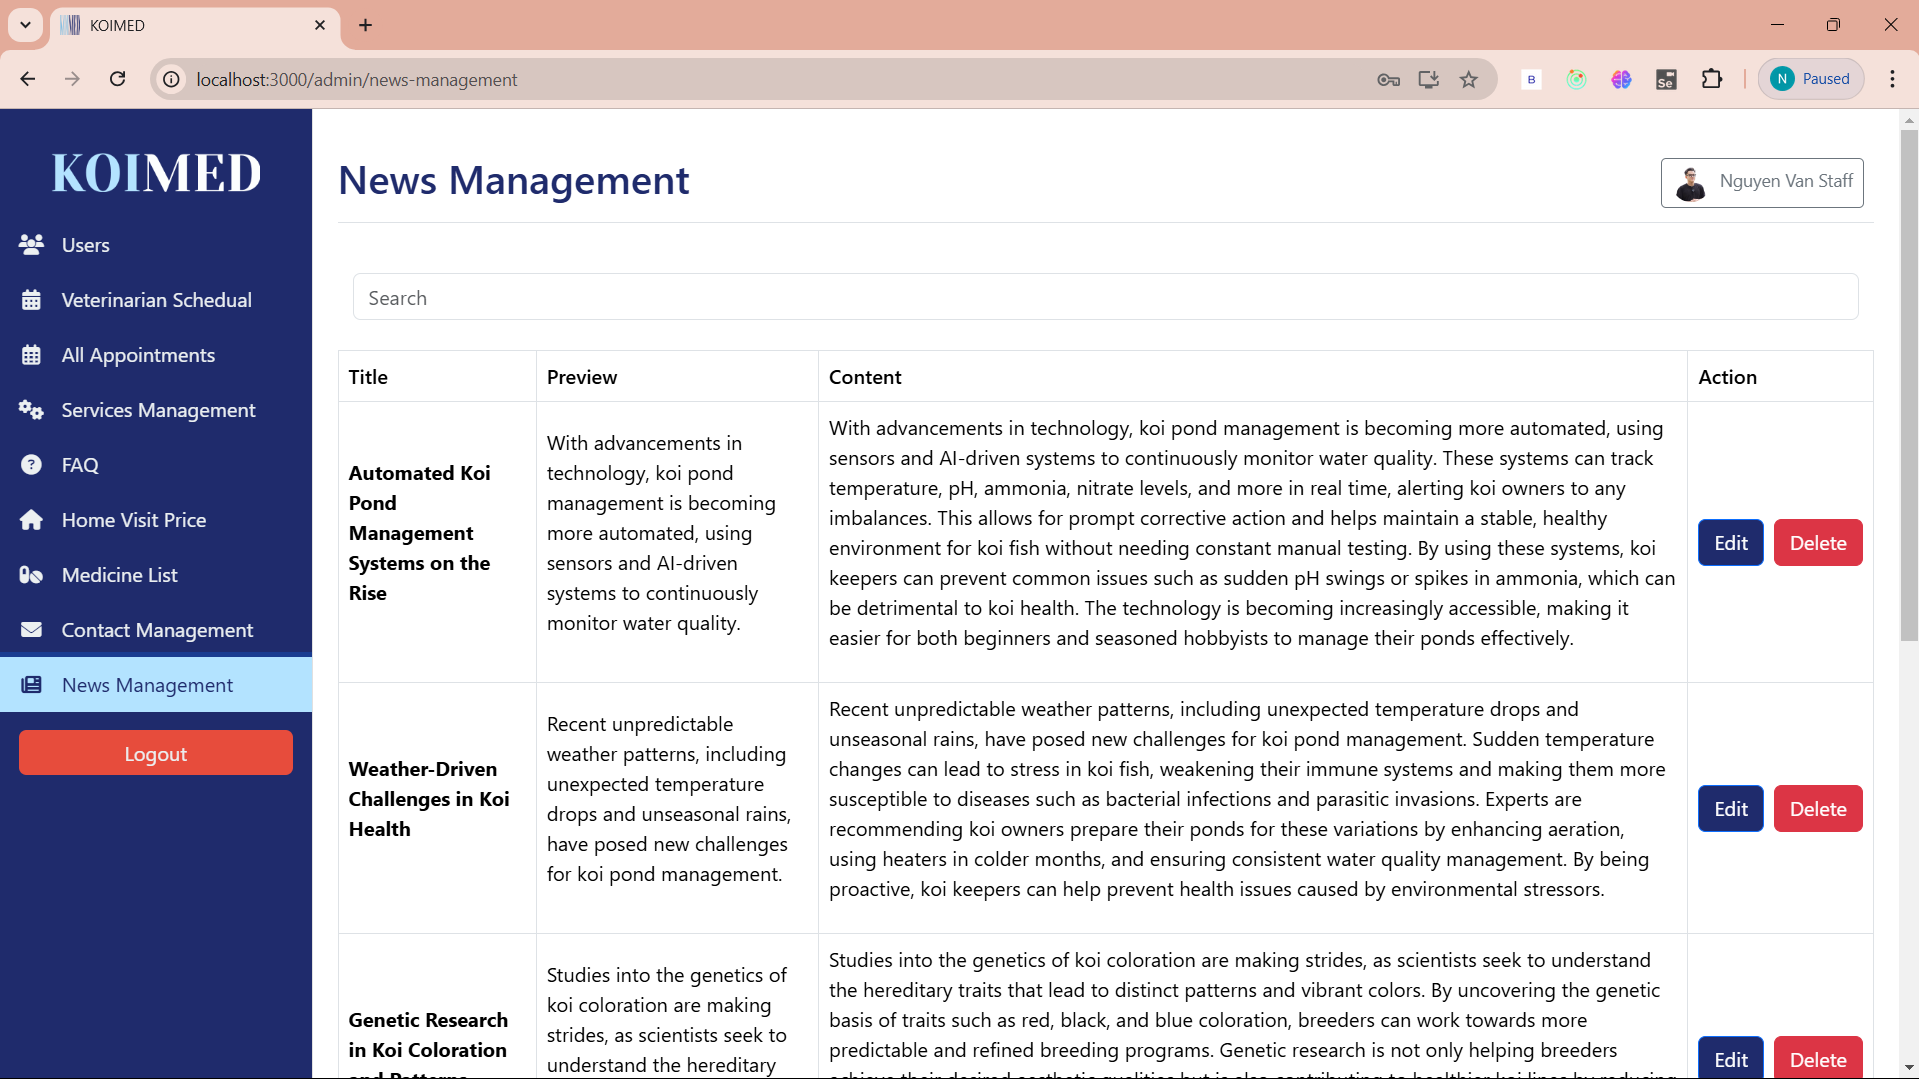 KOIMED
localhost:3000/admin/news-management
B
Se
N
Paused
KOIMED
Users
Veterinarian Schedual
All Appointments
Services Management
FAQ
Home Visit Price
Medicine List
Contact Management
News Management
Logout
News Management
Nguyen Van Staff
Search
Title
Preview
Content
Action
Automated Koi
Pond
Management
Systems on the
Rise
With advancements in
technology, koi pond
management is becoming
more automated, using
sensors and AI-driven
systems to continuously
monitor water quality.
With advancements in technology, koi pond management is becoming more automated, using
sensors and AI-driven systems to continuously monitor water quality. These systems can track
temperature, pH, ammonia, nitrate levels, and more in real time, alerting koi owners to any
imbalances. This allows for prompt corrective action and helps maintain a stable, healthy
environment for koi fish without needing constant manual testing. By using these systems, koi
keepers can prevent common issues such as sudden pH swings or spikes in ammonia, which can
be detrimental to koi health. The technology is becoming increasingly accessible, making it
easier for both beginners and seasoned hobbyists to manage their ponds effectively.
Edit
Delete
Weather-Driven
Challenges in Koi
Health
Recent unpredictable
weather patterns, including
unexpected temperature
drops and unseasonal rains,
have posed new challenges
for koi pond management.
Recent unpredictable weather patterns, including unexpected temperature drops and
unseasonal rains, have posed new challenges for koi pond management. Sudden temperature
changes can lead to stress in koi fish, weakening their immune systems and making them more
susceptible to diseases such as bacterial infections and parasitic invasions. Experts are
recommending koi owners prepare their ponds for these variations by enhancing aeration,
using heaters in colder months, and ensuring consistent water quality management. By being
proactive, koi keepers can help prevent health issues caused by environmental stressors.
Edit
Delete
Genetic Research
in Koi Coloration
and Patterns
Studies into the genetics of
koi coloration are making
strides, as scientists seek to
understand the hereditary
Studies into the genetics of koi coloration are making strides, as scientists seek to understand
the hereditary traits that lead to distinct patterns and vibrant colors. By uncovering the genetic
basis of traits such as red, black, and blue coloration, breeders can work towards more
predictable and refined breeding programs. Genetic research is not only helping breeders
achieve their desired aesthetic qualities but is also contributing to healthier koi lines by reducing
Edit
Delete